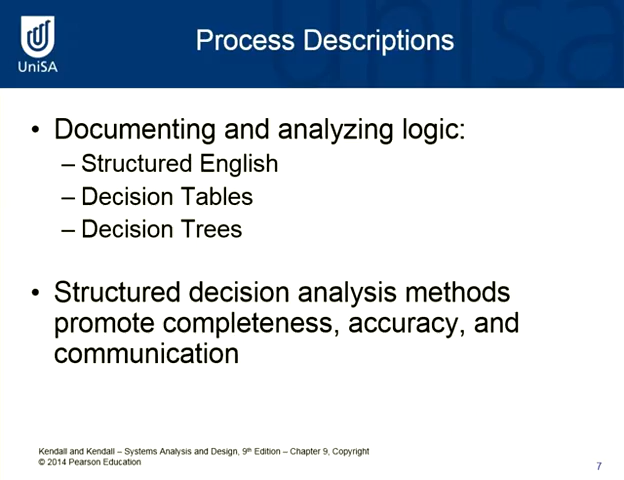 UniSA
Process Descriptions
• Documenting and analyzing logic:
– Structured English
– Decision Tables
– Decision Trees
• Structured decision analysis methods
promote completeness, accuracy, and
communication
Kendall and Kendall – Systems Analysis and Design, 9th Edition – Chapter 9, Copyright
© 2014 Pearson Education
7